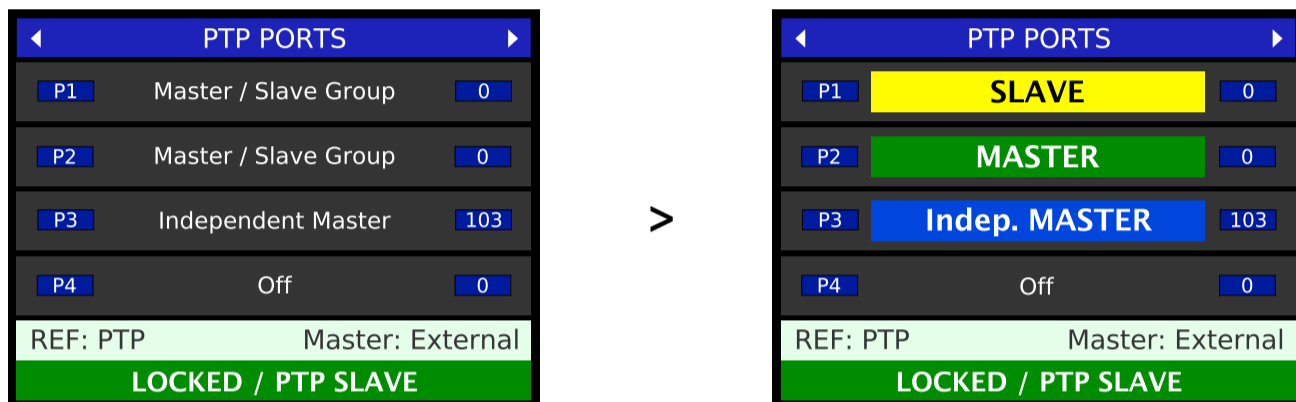 PTP PORTS
P1 Master / Slave Group 0
P2 Master / Slave Group 0
P3 Independent Master 103
P4 Off 0
REF: PTP Master: External
LOCKED / PTP SLAVE
>
PTP PORTS
P1 SLAVE 0
P2 MASTER 0
P3 Indep. MASTER 103
P4 Off 0
REF: PTP Master: External
LOCKED / PTP SLAVE